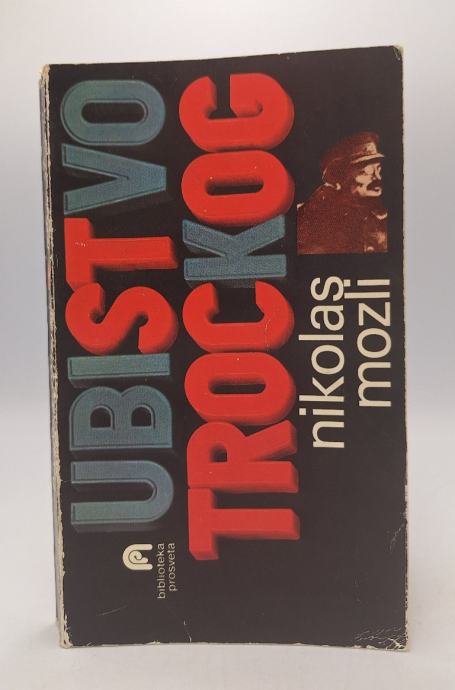 UBISTVO
TROCKOG
nikolas
mozli
biblioteka
prosveta